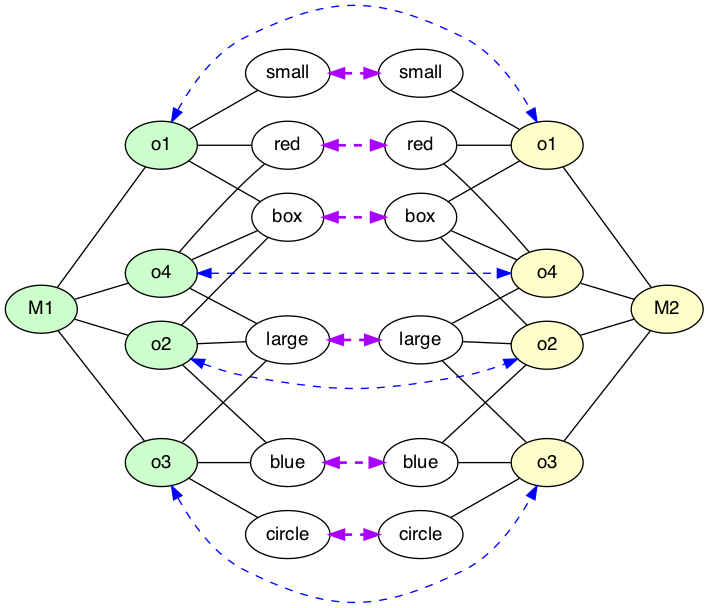 small small
o1 red red o1
box box
o4 o4
M1 large large M2
o2 o2
o3 blue blue o3
circle circle